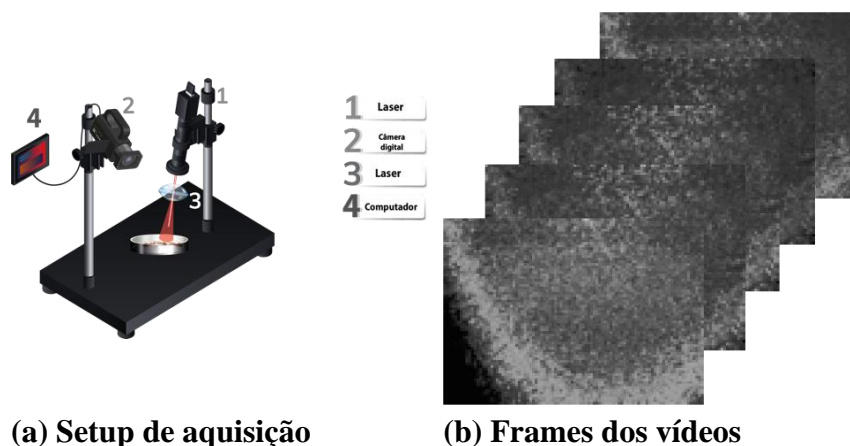 4
2
1
3
1 Laser
2 Câmera
digital
3 Laser
4 Computador
(a) Setup de aquisição
(b) Frames dos vídeos